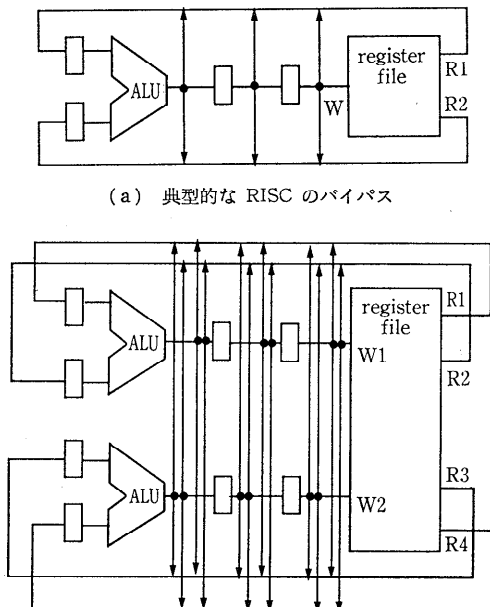 register
file
R1
R2
ALU
W
(a) 典型的な RISC のバイパス
register
file
R1
R2
ALU
W1
R3
R4
ALU
W2